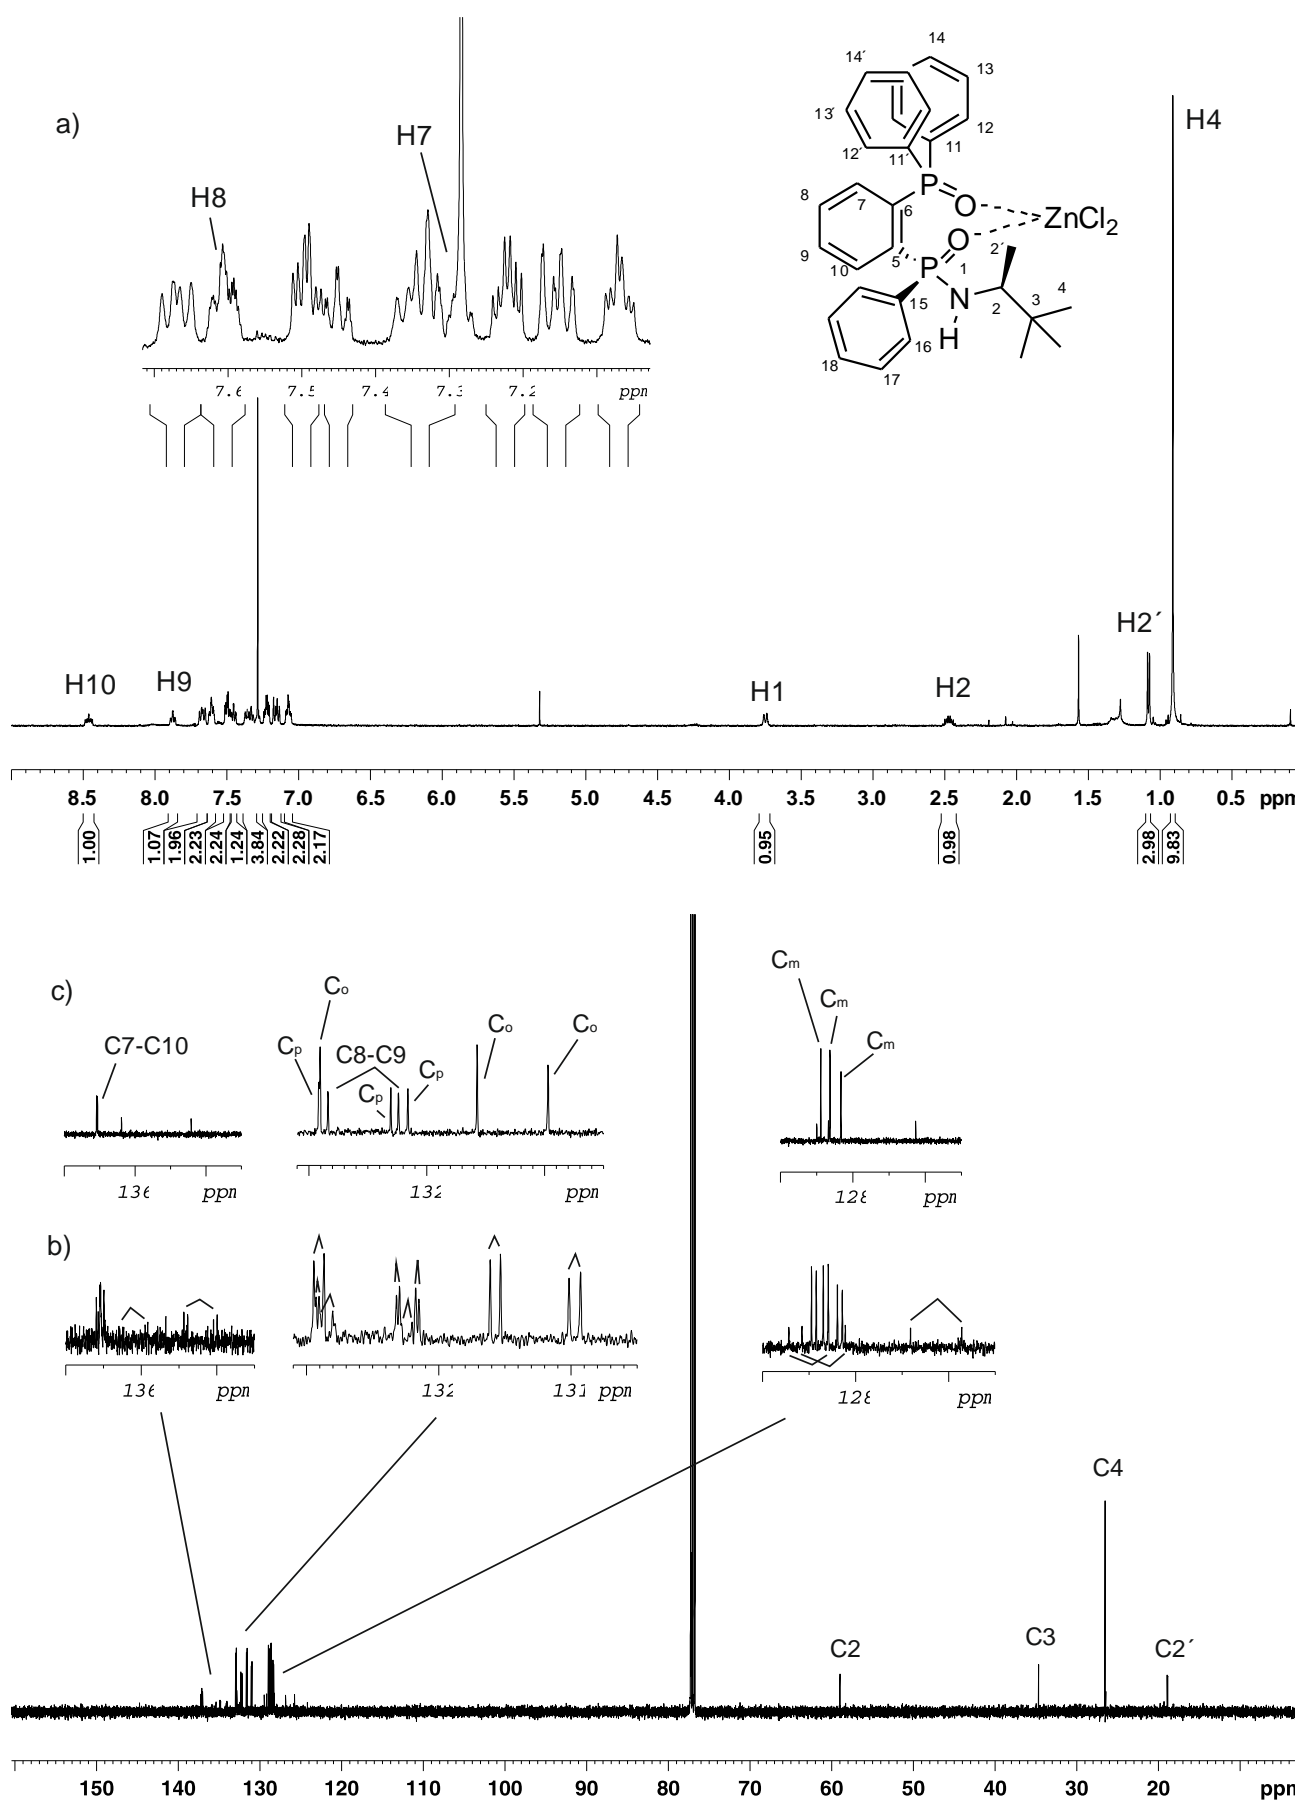 a)
H8
H7
7.6 7.5 7.4 7.3 7.2 ppm
14
14´
13
13´
12
12´
11´
11
8
7
6
P
O
ZnCl2
9
10
5
P
O
1
2´
15
N
H
2
3
4
16
18
17
H4
H10
H9
H1
H2
H2´
8.5 8.0 7.5 7.0 6.5 6.0 5.5 5.0 4.5 4.0 3.5 3.0 2.5 2.0 1.5 1.0 0.5 ppm
1.00 1.07 1.96 2.23 2.24 1.24 3.84 2.22 2.28 2.17 0.95 0.98 2.98 9.83
c)
C7-C10
Cp
Co
C8-C9
Cp
Cp
Co
Co
Cm
Cm
Cm
136 ppm
132 ppm
128 ppm
b)
136 ppm
132 131 ppm
128 ppm
C2
C3
C4
C2´
150 140 130 120 110 100 90 80 70 60 50 40 30 20 ppm